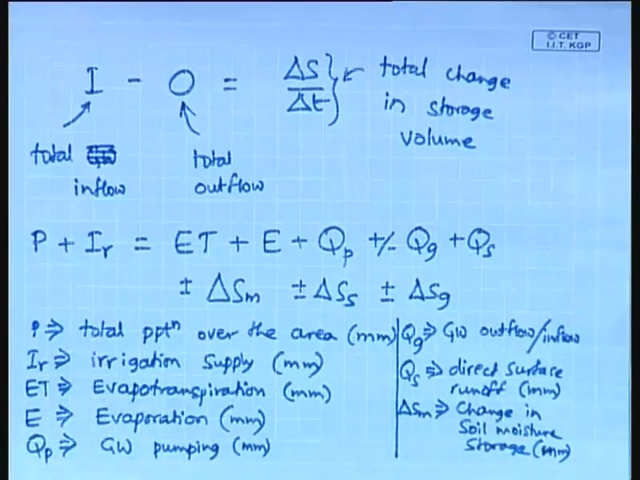 © CET
I.I.T. KGP
I - O = ΔS/Δt } ← total change
in storage
volume
total inflow
total outflow
P + Ir = ET + E + Qp +/- Qg + Qs
± ΔSm ± ΔSs ± ΔSg
P ⇒ total pptn over the area (mm)
Ir ⇒ irrigation supply (mm)
ET ⇒ Evapotranspiration (mm)
E ⇒ Evaporation (mm)
Qp ⇒ GW pumping (mm)
Qg ⇒ GW outflow/inflow
Qs ⇒ direct surface
runoff (mm)
ΔSm ⇒ Change in
Soil moisture
Storage (mm)